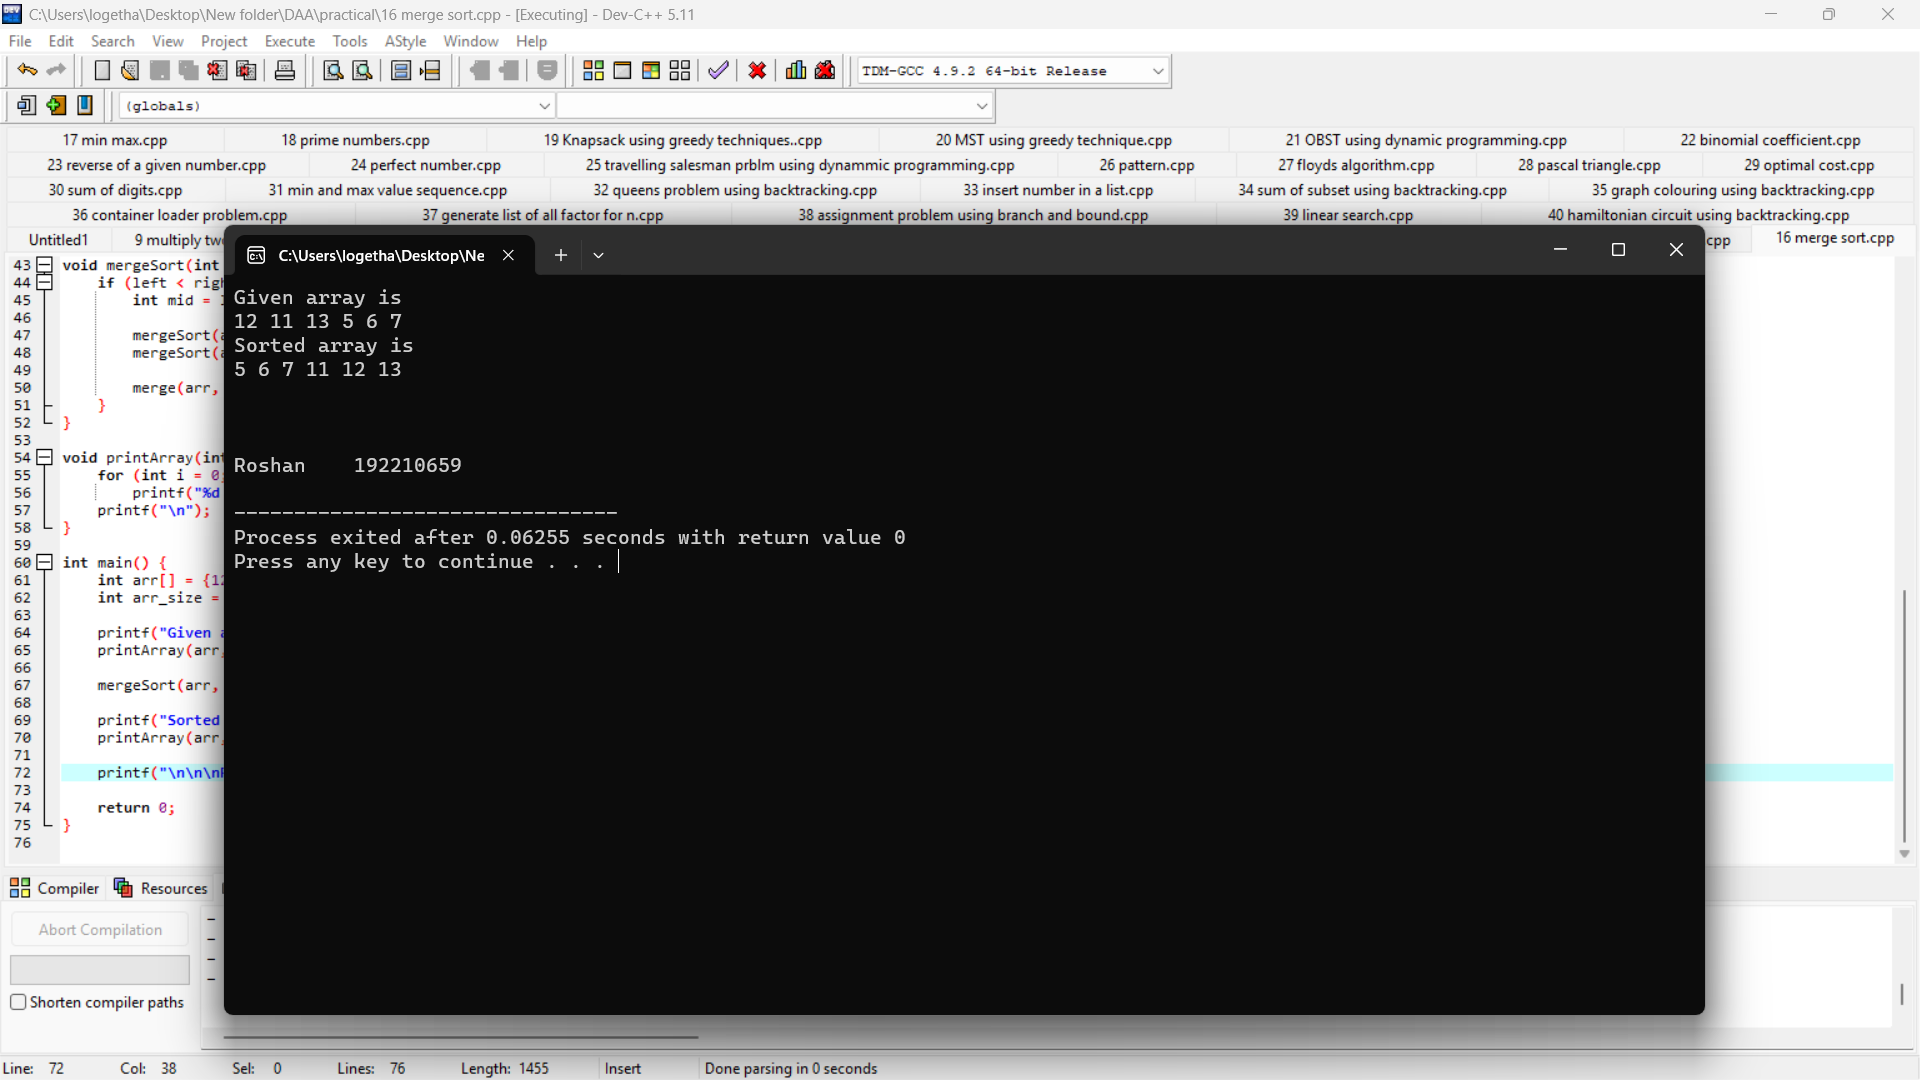 C:\Users\logetha\Desktop\New folder\DAA\practical\16 merge sort.cpp - [Executing] - Dev-C++ 5.11
File Edit Search View Project Execute Tools AStyle Window Help
TDM-GCC 4.9.2 64-bit Release
(globals)
17 min max.cpp 18 prime numbers.cpp 19 Knapsack using greedy techniques..cpp 20 MST using greedy technique.cpp 21 OBST using dynamic programming.cpp 22 binomial coefficient.cpp
23 reverse of a given number.cpp 24 perfect number.cpp 25 travelling salesman prblm using dynammic programming.cpp 26 pattern.cpp 27 floyds algorithm.cpp 28 pascal triangle.cpp 29 optimal cost.cpp
30 sum of digits.cpp 31 min and max value sequence.cpp 32 queens problem using backtracking.cpp 33 insert number in a list.cpp 34 sum of subset using backtracking.cpp 35 graph colouring using backtracking.cpp
36 container loader problem.cpp 37 generate list of all factor for n.cpp 38 assignment problem using branch and bound.cpp 39 linear search.cpp 40 hamiltonian circuit using backtracking.cpp
Untitled1 9 multiply tw cpp 16 merge sort.cpp
43 void mergeSort(int
44 if (left < righ
45 int mid =
46
47 mergeSort(a
48 mergeSort(a
49
50 merge(arr,
51 }
52 }
53
54 void printArray(int
55 for (int i = 0
56 printf("%d
57 printf("\n");
58 }
59
60 int main() {
61 int arr[] = {12
62 int arr_size =
63
64 printf("Given a
65 printArray(arr,
66
67 mergeSort(arr,
68
69 printf("Sorted
70 printArray(arr,
71
72 printf("\n\n\n
73
74 return 0;
75 }
76
C:\Users\logetha\Desktop\Ne
Given array is
12 11 13 5 6 7
Sorted array is
5 6 7 11 12 13
Roshan    192210659
--------------------------------
Process exited after 0.06255 seconds with return value 0
Press any key to continue . . .
Compiler Resources
Abort Compilation
Shorten compiler paths
Line: 72 Col: 38 Sel: 0 Lines: 76 Length: 1455 Insert Done parsing in 0 seconds